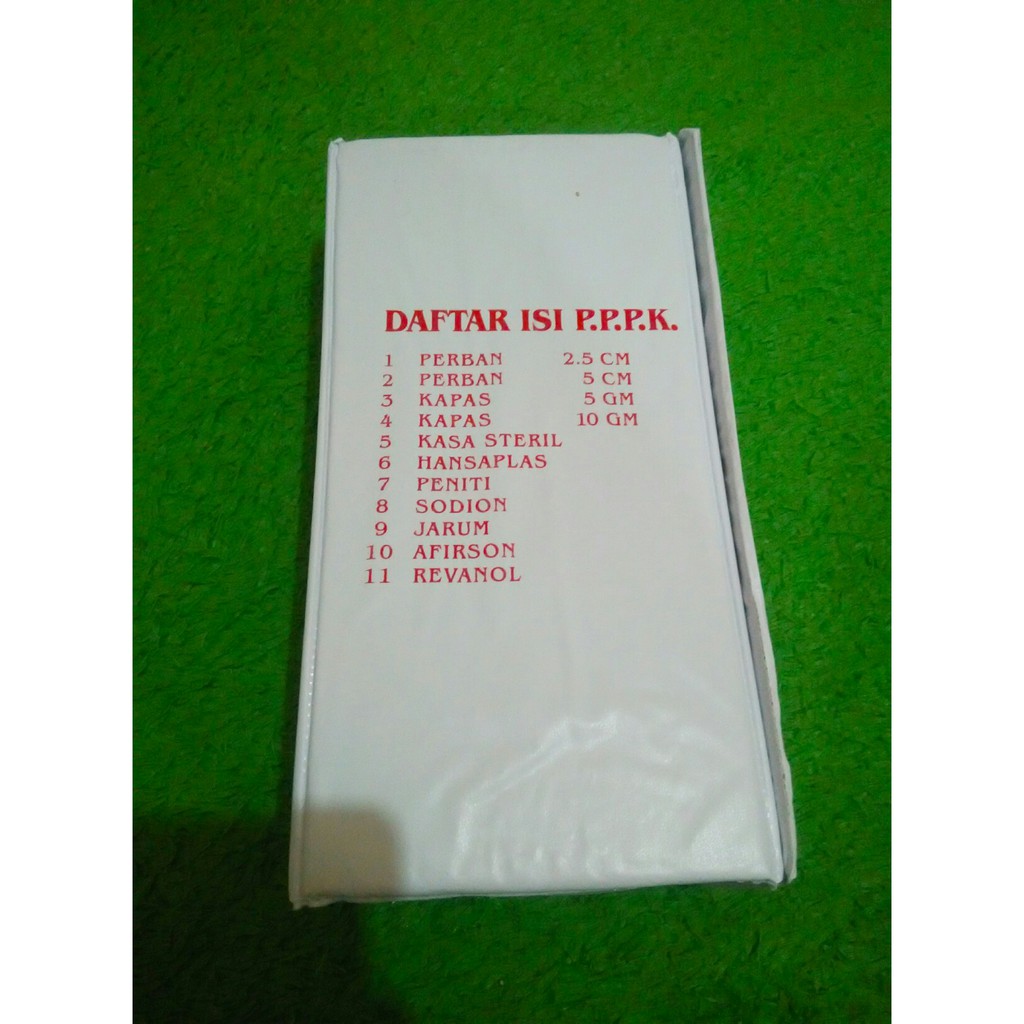 DAFTAR ISI P.P.P.K.
1 PERBAN 2.5 CM
2 PERBAN 5 CM
3 KAPAS 5 GM
4 KAPAS 10 GM
5 KASA STERIL
6 HANSAPLAS
7 PENITI
8 SODION
9 JARUM
10 AFIRSON
11 REVANOL